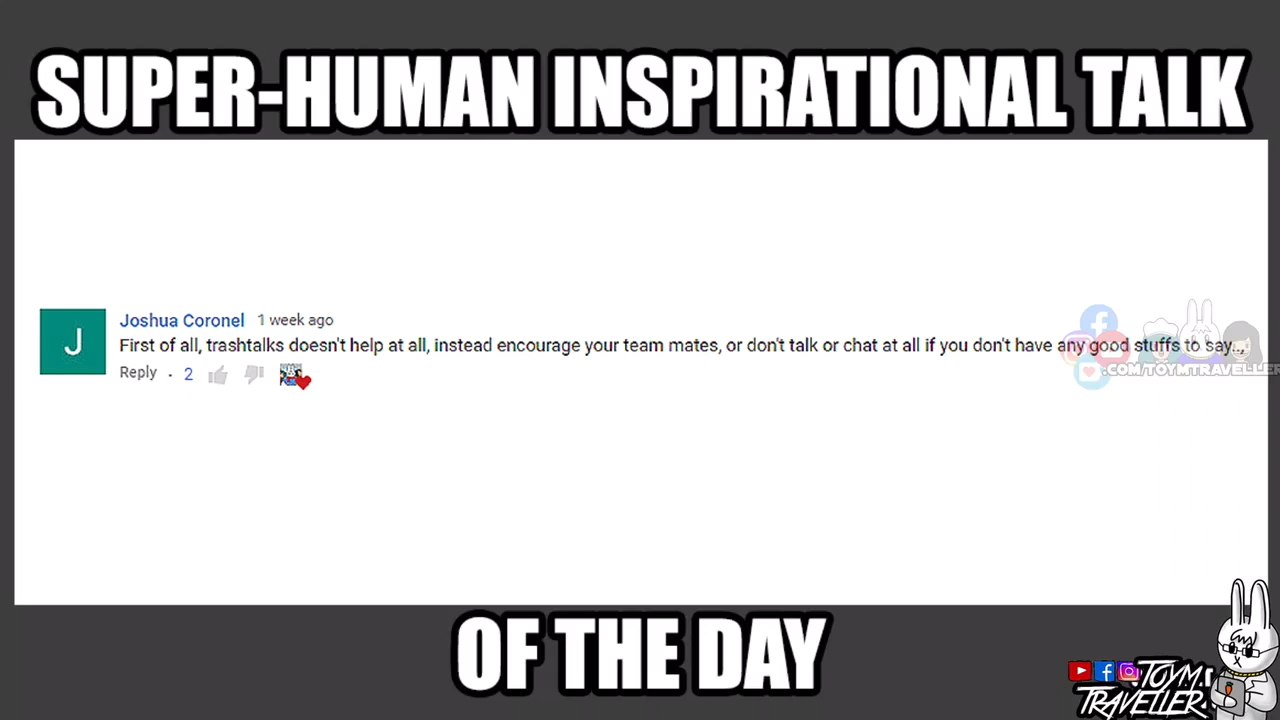 SUPER-HUMAN INSPIRATIONAL TALK
J
Joshua Coronel 1 week ago
First of all, trashtalks doesn't help at all, instead encourage your team mates, or don't talk or chat at all if you don't have any good stuffs to say...
Reply . 2
.COM/TOYMTRAVELLER
OF THE DAY
TOYM
TRAVELLER